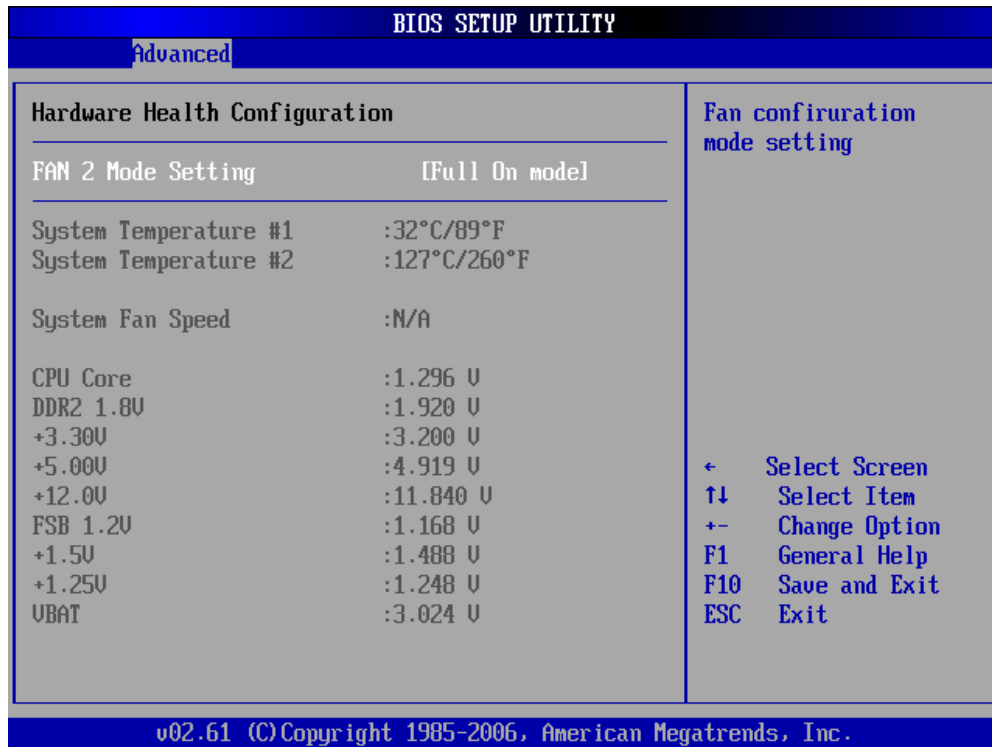 BIOS SETUP UTILITY
Advanced
Hardware Health Configuration
FAN 2 Mode Setting [Full On mode]
System Temperature #1 :32°C/89°F
System Temperature #2 :127°C/260°F
System Fan Speed :N/A
CPU Core :1.296 V
DDR2 1.8V :1.920 V
+3.30V :3.200 V
+5.00V :4.919 V
+12.0V :11.840 V
FSB 1.2V :1.168 V
+1.5V :1.488 V
+1.25V :1.248 V
VBAT :3.024 V
Fan confiruration
mode setting
← Select Screen
↑↓ Select Item
+- Change Option
F1 General Help
F10 Save and Exit
ESC Exit
v02.61 (C)Copyright 1985-2006, American Megatrends, Inc.